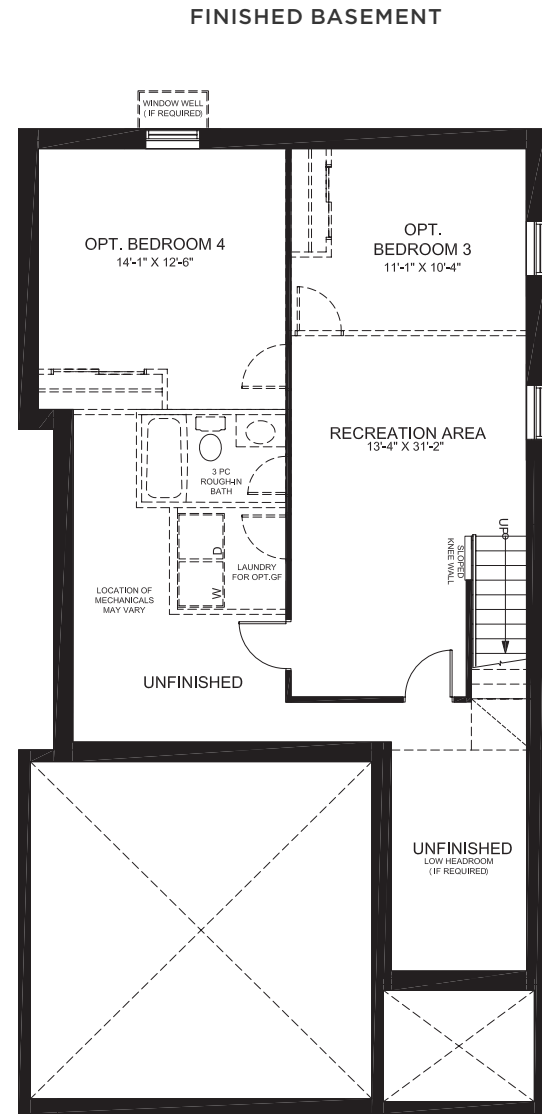 FINISHED BASEMENT
WINDOW WELL
( IF REQUIRED)
OPT. BEDROOM 4
14'-1" X 12'-6"
OPT.
BEDROOM 3
11'-1" X 10'-4"
RECREATION AREA
13'-4" X 31'-2"
3 PC
ROUGH-IN
BATH
UP
SLOPED
KNEE WALL
D
W
LAUNDRY
FOR OPT.GF
LOCATION OF
MECHANICALS
MAY VARY
UNFINISHED
UNFINISHED
LOW HEADROOM
( IF REQUIRED)